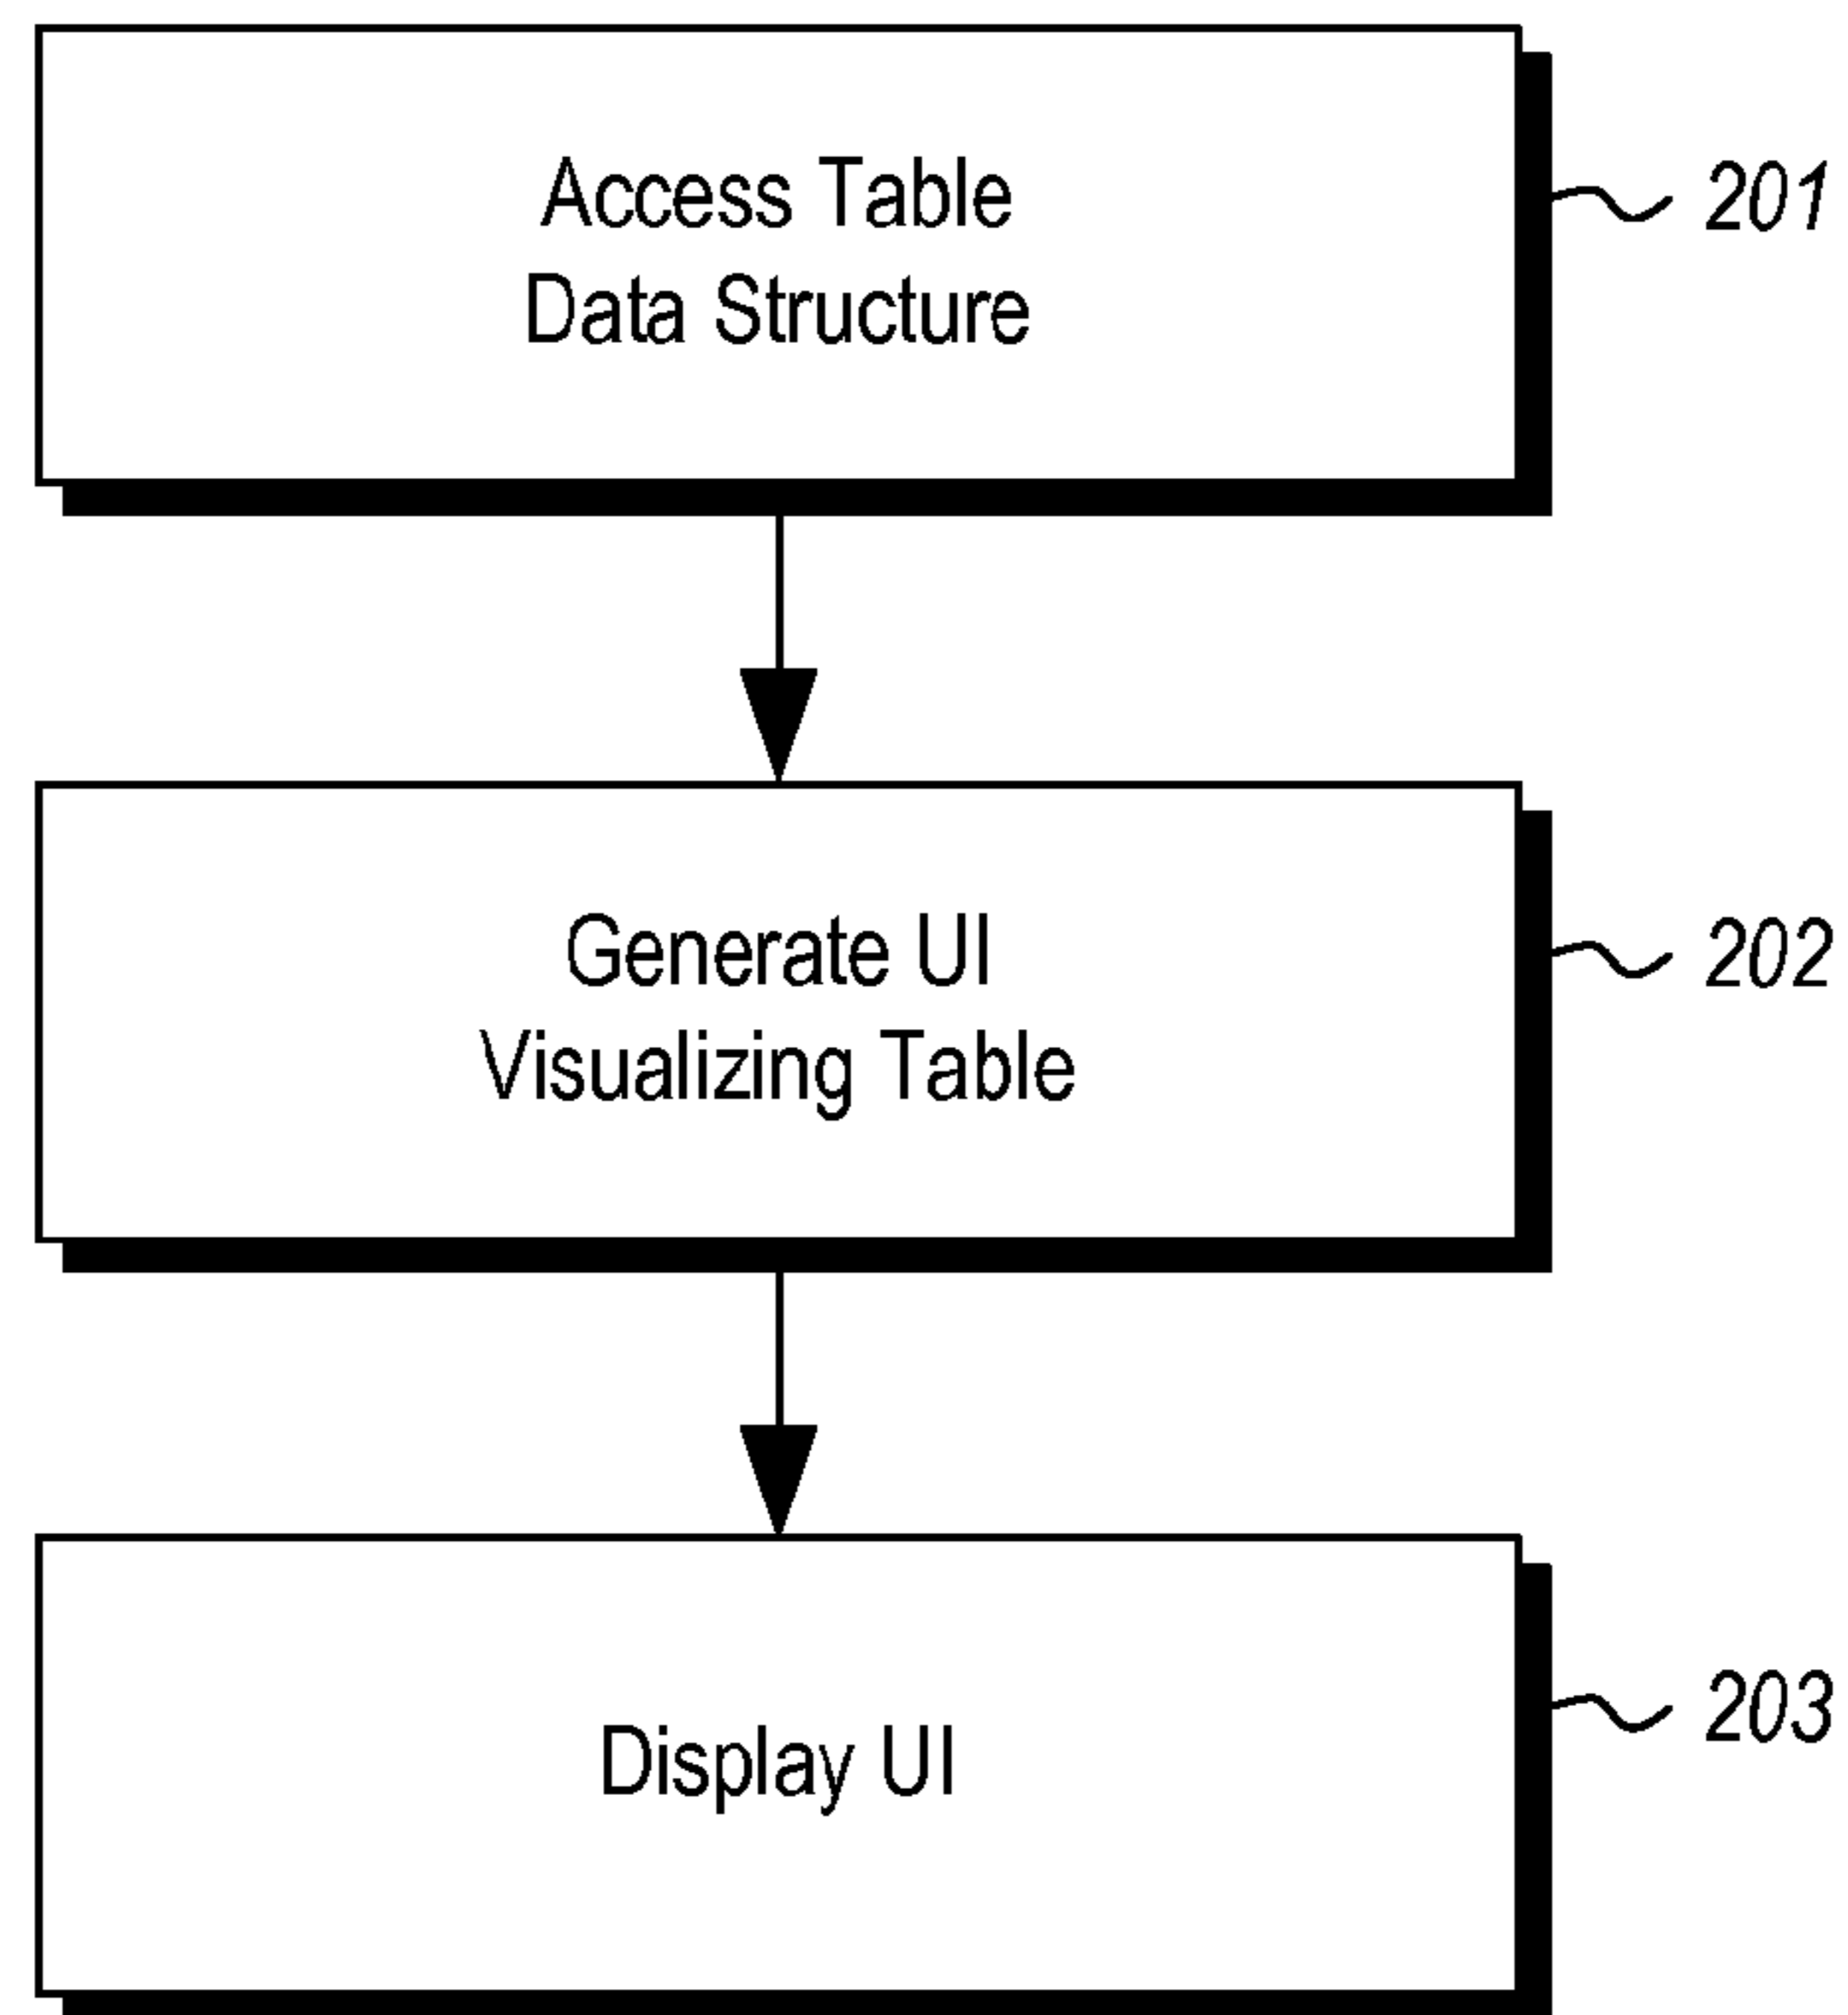 Access Table
Data Structure
201
Generate UI
Visualizing Table
202
Display UI
203